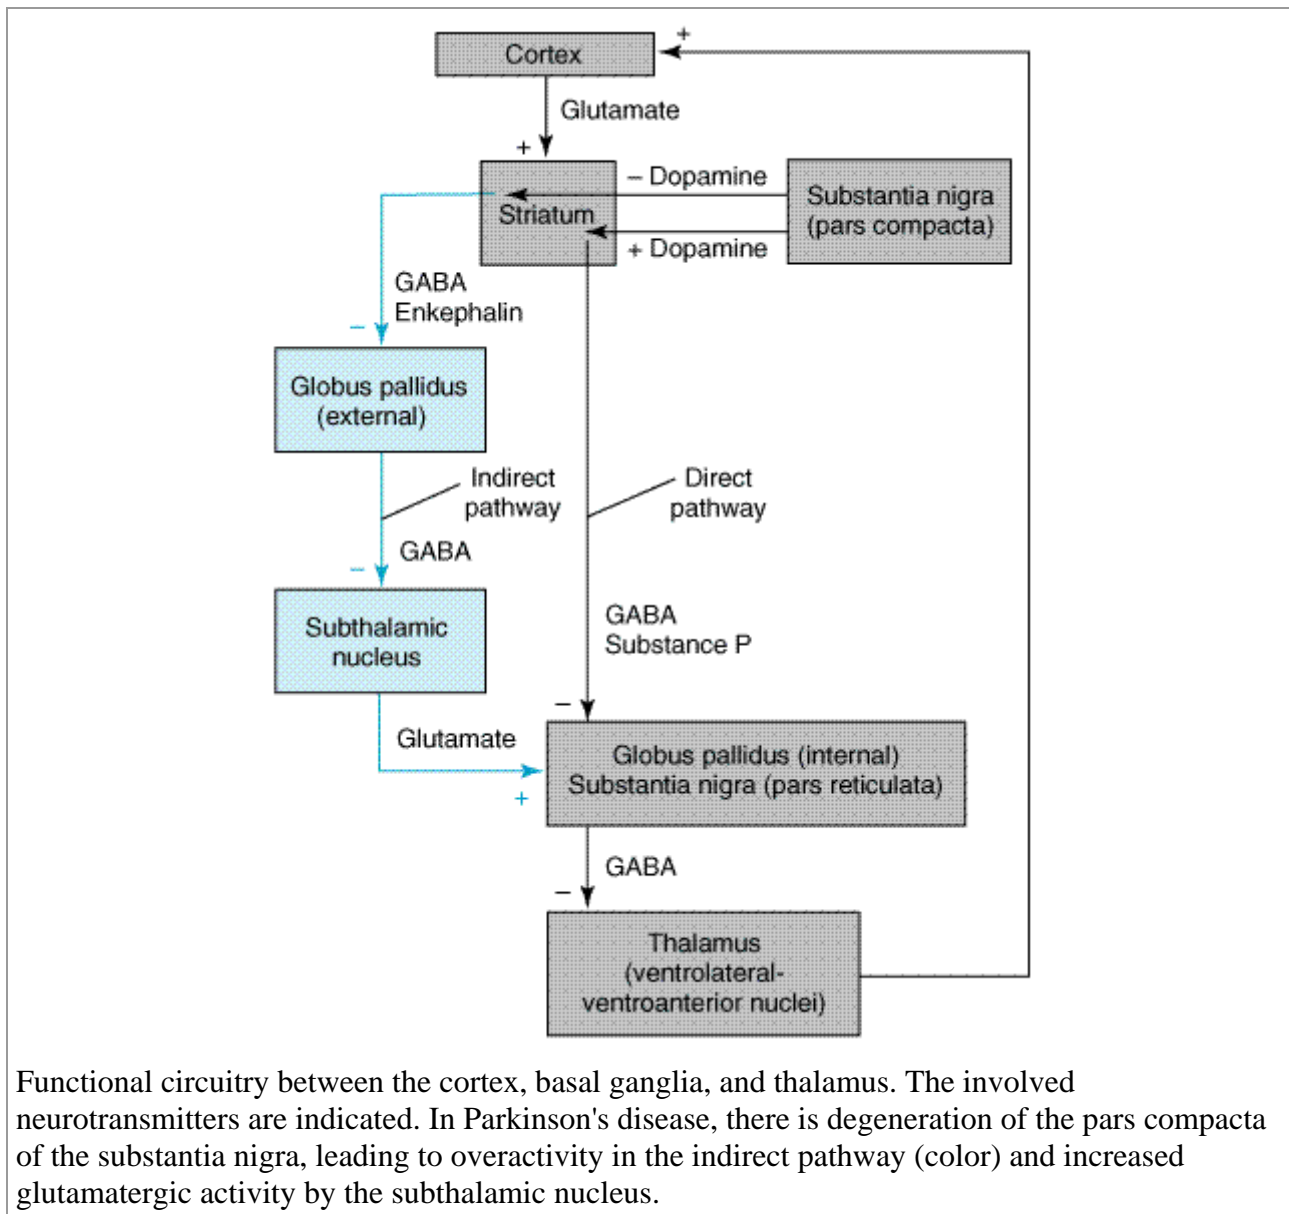 +
Cortex
Glutamate
+
– Dopamine
Substantia nigra
(pars compacta)
Striatum
+ Dopamine
GABA
Enkephalin
–
Globus pallidus
(external)
Indirect
pathway
Direct
pathway
GABA
–
GABA
Substance P
Subthalamic
nucleus
–
Glutamate
+
Globus pallidus (internal)
Substantia nigra (pars reticulata)
GABA
–
Thalamus
(ventrolateral-
ventroanterior nuclei)
Functional circuitry between the cortex, basal ganglia, and thalamus. The involved
neurotransmitters are indicated. In Parkinson's disease, there is degeneration of the pars compacta
of the substantia nigra, leading to overactivity in the indirect pathway (color) and increased
glutamatergic activity by the subthalamic nucleus.